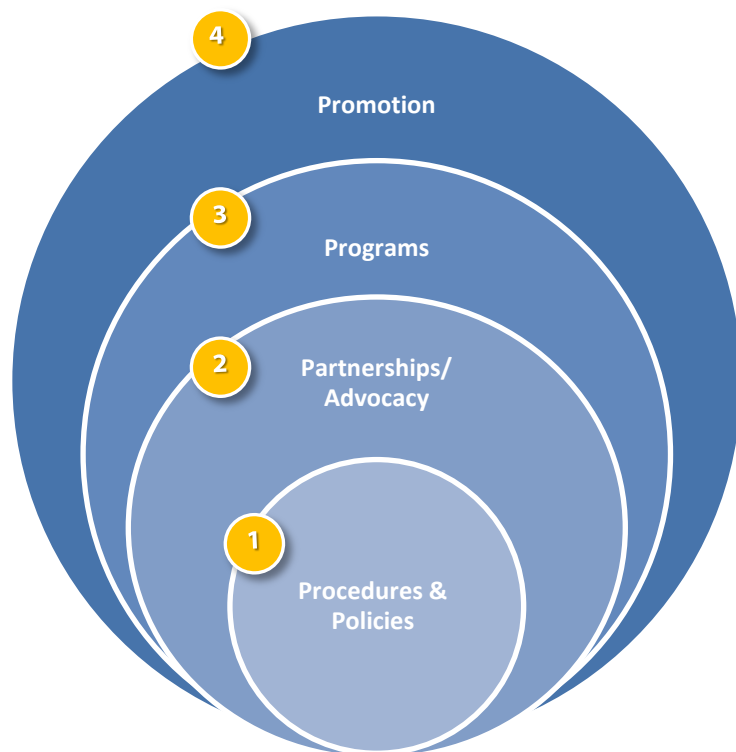 4
Promotion
3
Programs
2
Partnerships/
Advocacy
1
Procedures &
Policies